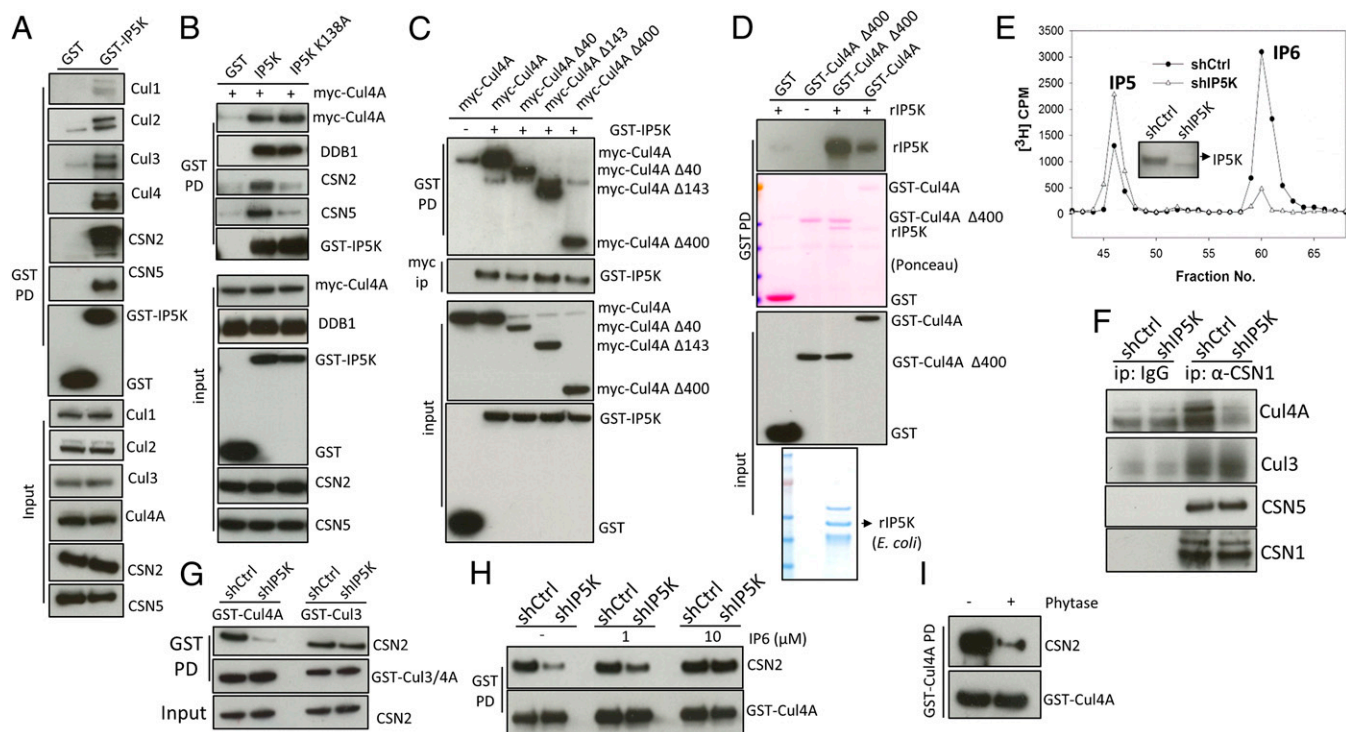 A
GST
GST-IP5K
Cul1
Cul2
Cul3
Cul4
CSN2
CSN5
GST-IP5K
GST
GST
PD
Cul1
Cul2
Cul3
Cul4A
CSN2
CSN5
Input
B
GST
IP5K
IP5K K138A
+ + + myc-Cul4A
myc-Cul4A
DDB1
CSN2
CSN5
GST-IP5K
GST
PD
myc-Cul4A
DDB1
GST-IP5K
GST
CSN2
CSN5
input
C
myc-Cul4A
myc-Cul4A
myc-Cul4A Δ40
myc-Cul4A Δ143
myc-Cul4A Δ400
- + + + + GST-IP5K
myc-Cul4A
myc-Cul4A Δ40
myc-Cul4A Δ143
myc-Cul4A Δ400
GST
PD
myc
ip
GST-IP5K
myc-Cul4A
myc-Cul4A Δ40
myc-Cul4A Δ143
myc-Cul4A Δ400
GST-IP5K
GST
input
D
GST
GST-Cul4A Δ400
GST-Cul4A Δ400
GST-Cul4A
+ - + + rIP5K
rIP5K
GST-Cul4A
GST-Cul4A Δ400
rIP5K
(Ponceau)
GST
GST PD
GST-Cul4A
GST-Cul4A Δ400
GST
rIP5K
(E. coli)
input
E
3500
3000
2500
2000
1500
1000
500
0
[³H] CPM
IP5
IP6
shCtrl
shIP5K
shCtrl
shIP5K
IP5K
45 50 55 60 65
Fraction No.
F
shCtrl
shIP5K
shCtrl
shIP5K
ip: IgG ip: α-CSN1
Cul4A
Cul3
CSN5
CSN1
G
shCtrl
shIP5K
shCtrl
shIP5K
GST-Cul4A GST-Cul3
GST
PD
CSN2
GST-Cul3/4A
Input
CSN2
H
shCtrl
shIP5K
shCtrl
shIP5K
shCtrl
shIP5K
- 1 10 IP6 (μM)
GST
PD
CSN2
GST-Cul4A
I
- + Phytase
GST-Cul4A PD
CSN2
GST-Cul4A